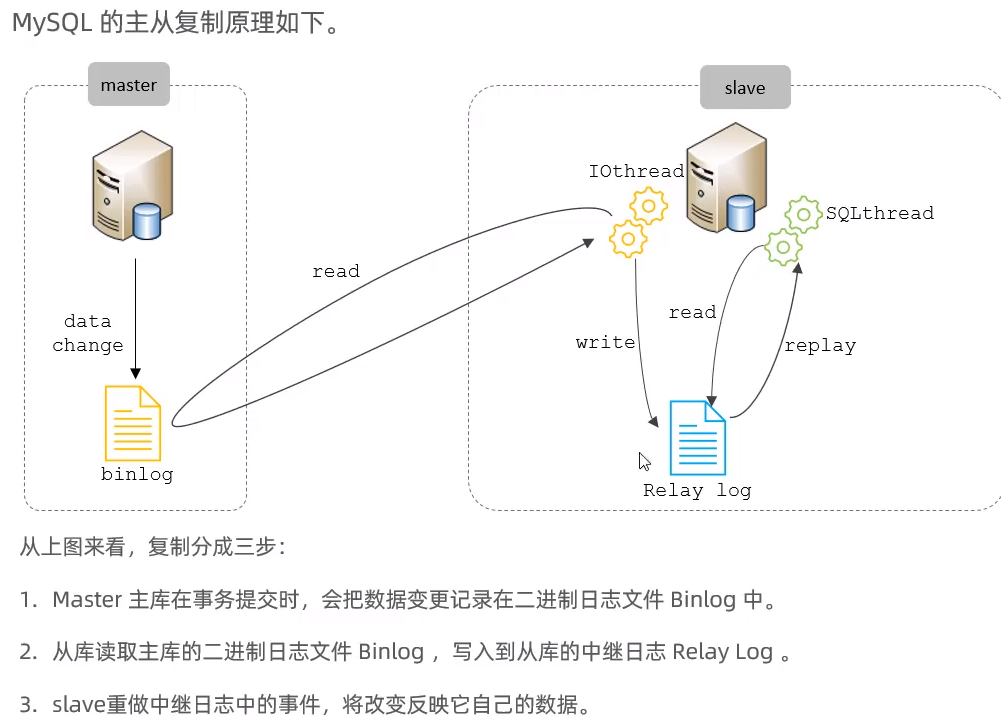 MySQL 的主从复制原理如下。
master
slave
IOthread
SQLthread
read
data
change
read
write
replay
binlog
Relay log
从上图来看，复制分成三步：
1. Master 主库在事务提交时，会把数据变更记录在二进制日志文件 Binlog 中。
2. 从库读取主库的二进制日志文件 Binlog ，写入到从库的中继日志 Relay Log 。
3. slave重做中继日志中的事件，将改变反映它自己的数据。